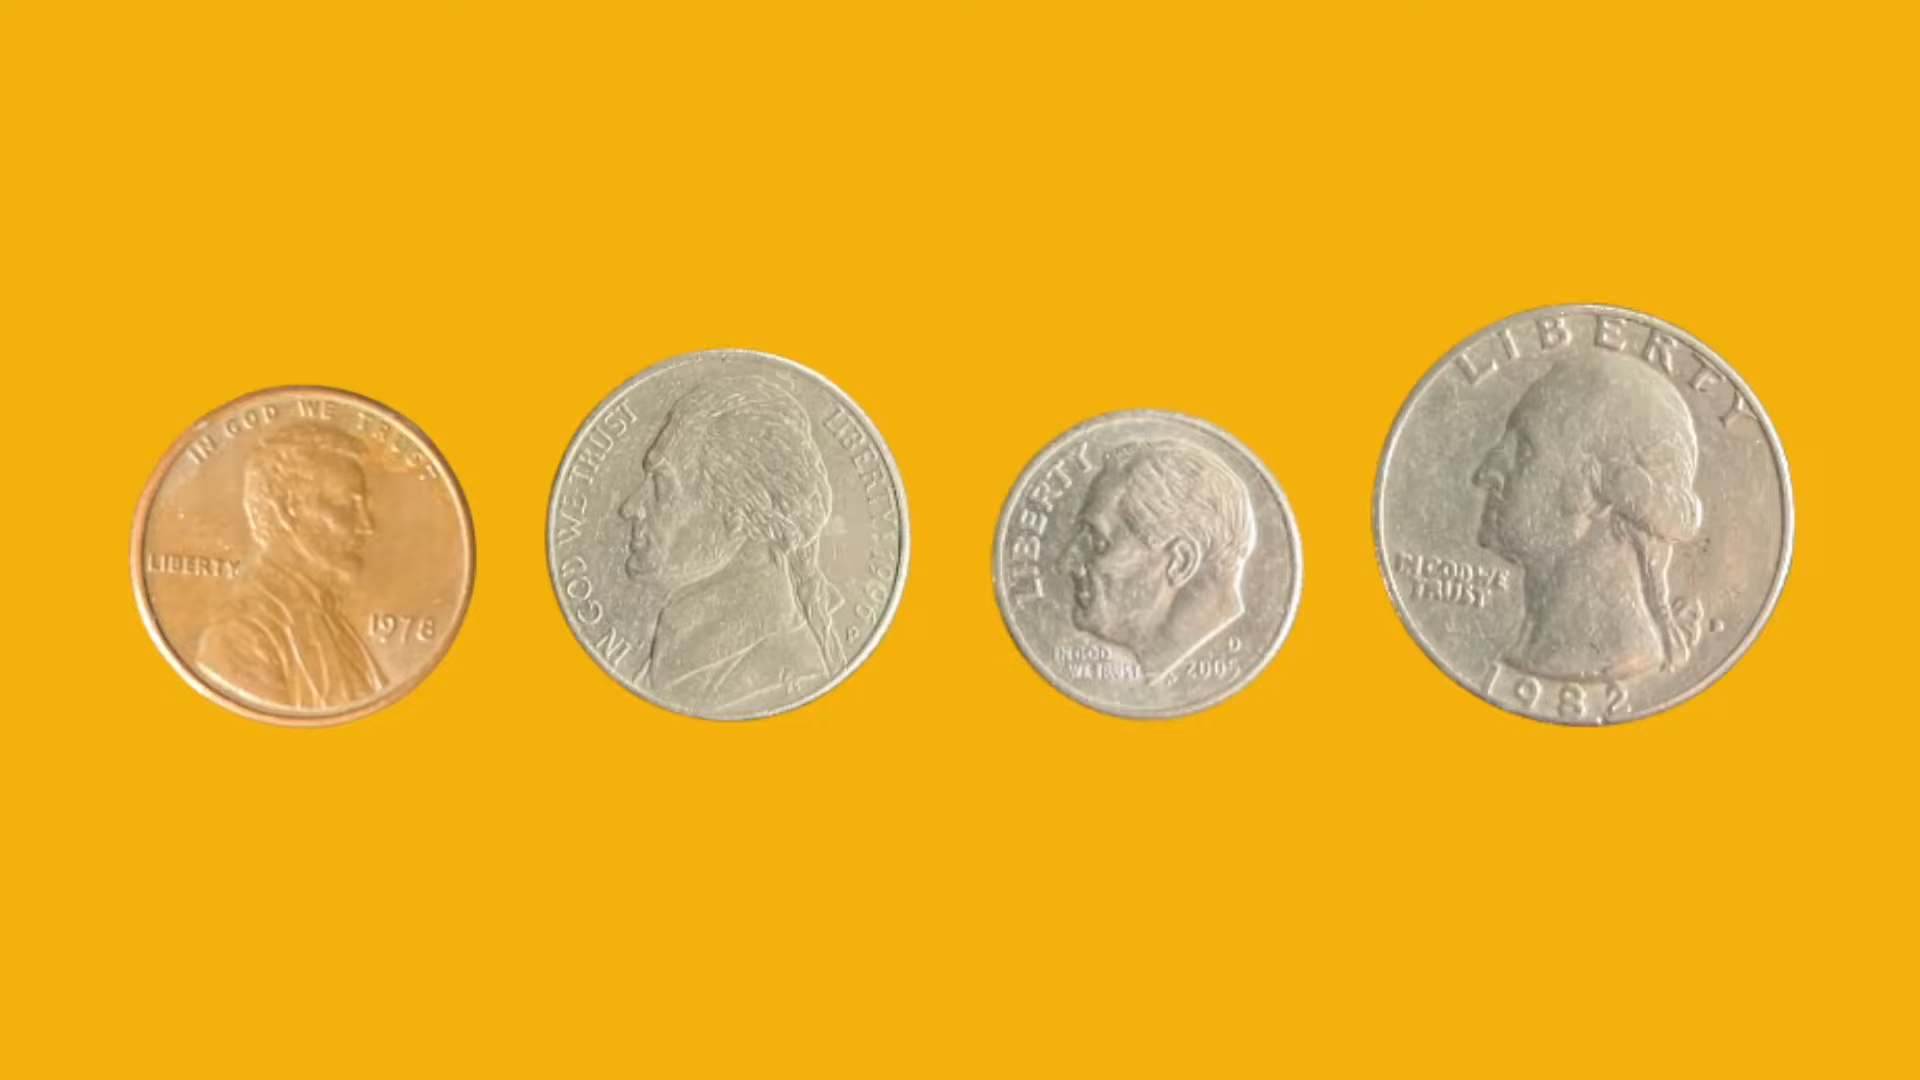 IN GOD WE TRUST
LIBERTY
1978
IN GOD WE TRUST
LIBERTY
LIBERTY
IN GOD
WE TRUST
D
2005
LIBERTY
IN GOD WE
TRUST
D
1982